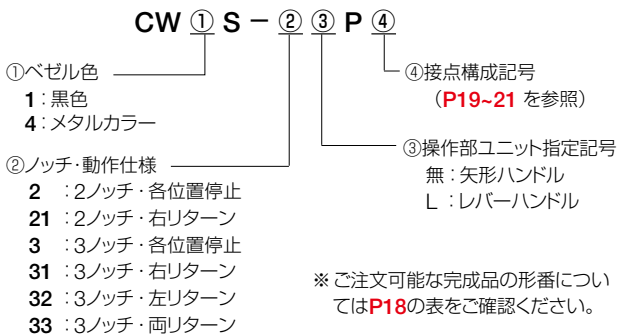 CW ① S － ② ③ P ④
①ベゼル色
1：黒色
4：メタルカラー
②ノッチ・動作仕様
2 ：2ノッチ・各位置停止
21 ：2ノッチ・右リターン
3 ：3ノッチ・各位置停止
31 ：3ノッチ・右リターン
32 ：3ノッチ・左リターン
33 ：3ノッチ・両リターン
④接点構成記号
（P19~21 を参照）
③操作部ユニット指定記号
無：矢形ハンドル
L ：レバーハンドル
※ご注文可能な完成品の形番につい
てはP18の表をご確認ください。